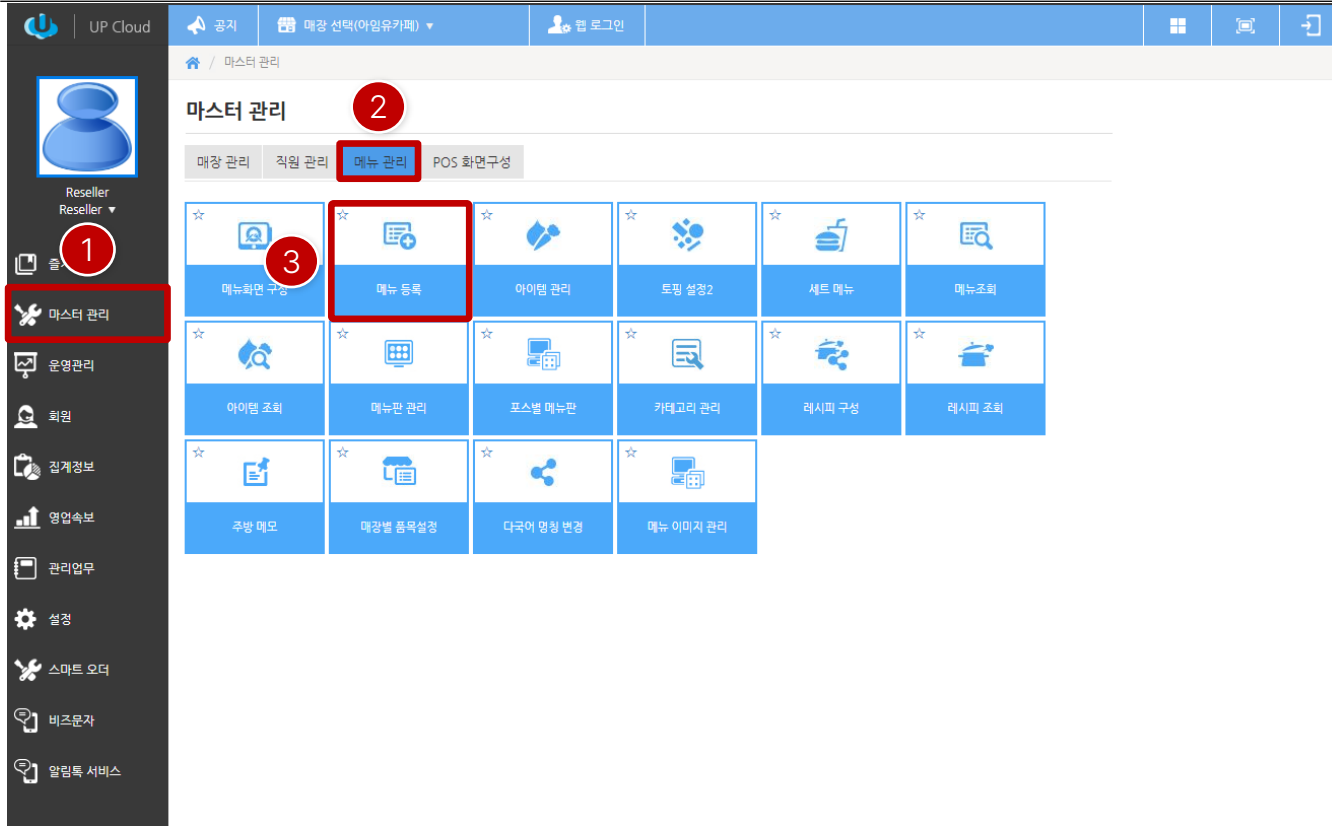 UP Cloud
공지
매장 선택(아임유카페) ▼
웹 로그인
/ 마스터 관리
마스터 관리
2
매장 관리
직원 관리
메뉴 관리
POS 화면구성
Reseller
Reseller ▼
1
마스터 관리
운영관리
회원
집계정보
영업속보
관리업무
설정
스마트 오더
비즈문자
알림톡 서비스
3
메뉴화면 구성
메뉴 등록
아이템 관리
토핑 설정2
세트 메뉴
메뉴조회
아이템 조회
메뉴판 관리
포스별 메뉴판
카테고리 관리
레시피 구성
레시피 조회
주방 메모
매장별 품목설정
다국어 명칭 변경
메뉴 이미지 관리